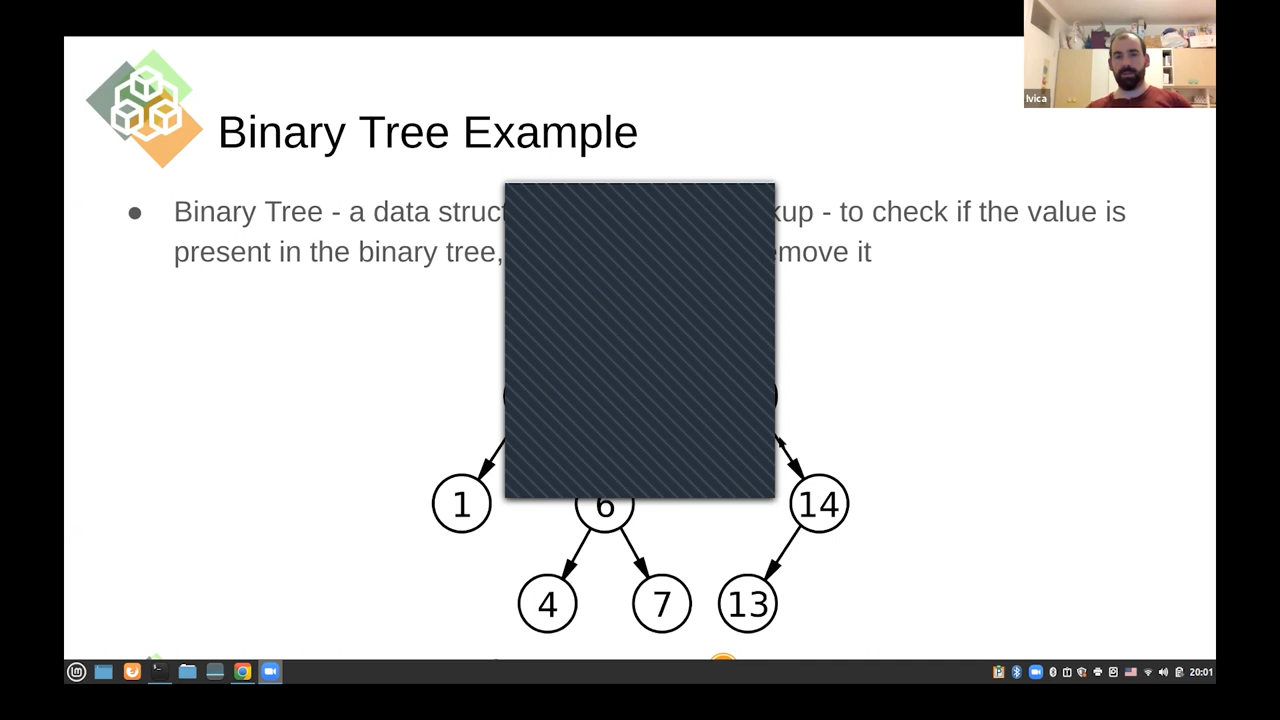 Ivica
Binary Tree Example
● Binary Tree - a data struc kup - to check if the value is
present in the binary tree, move it
1 6 14
4 7 13
20:01